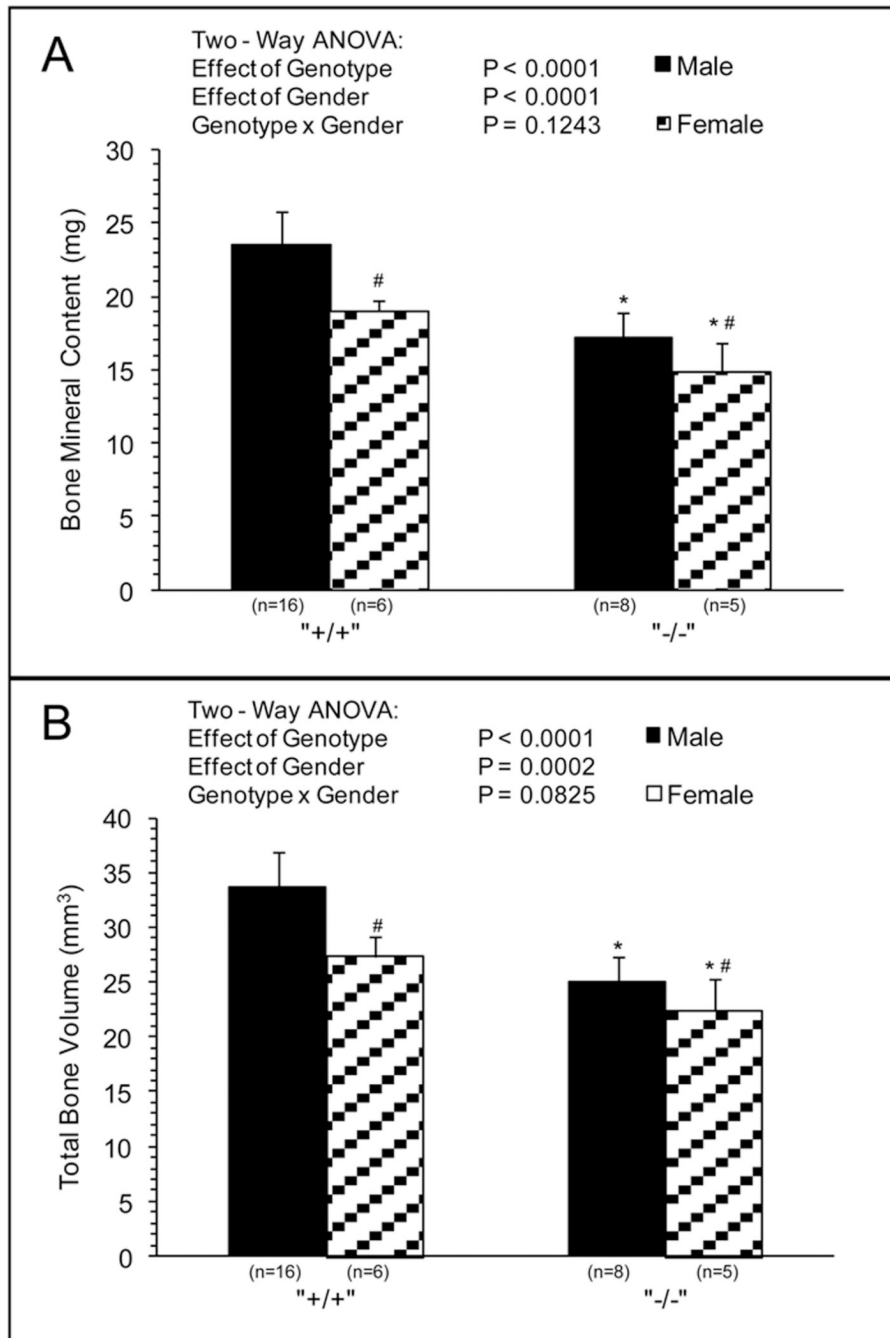 A
Two - Way ANOVA:
Effect of Genotype P < 0.0001
Effect of Gender P < 0.0001
Genotype x Gender P = 0.1243
Male
Female
Bone Mineral Content (mg)
30
25
20
15
10
5
0
#
*
* #
(n=16) (n=6) (n=8) (n=5)
"+/+" "-/-"
B
Two - Way ANOVA:
Effect of Genotype P < 0.0001
Effect of Gender P = 0.0002
Genotype x Gender P = 0.0825
Male
Female
Total Bone Volume (mm³)
40
35
30
25
20
15
10
5
0
#
*
* #
(n=16) (n=6) (n=8) (n=5)
"+/+" "-/-"